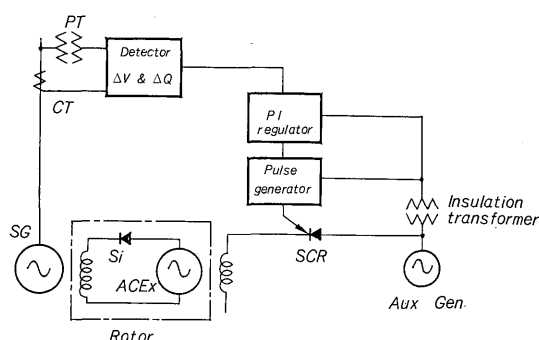 PT
Detector
ΔV & ΔQ
CT
PI
regulator
Pulse
generator
Insulation
transformer
SG
Si
ACEx
SCR
Aux Gen.
Rotor